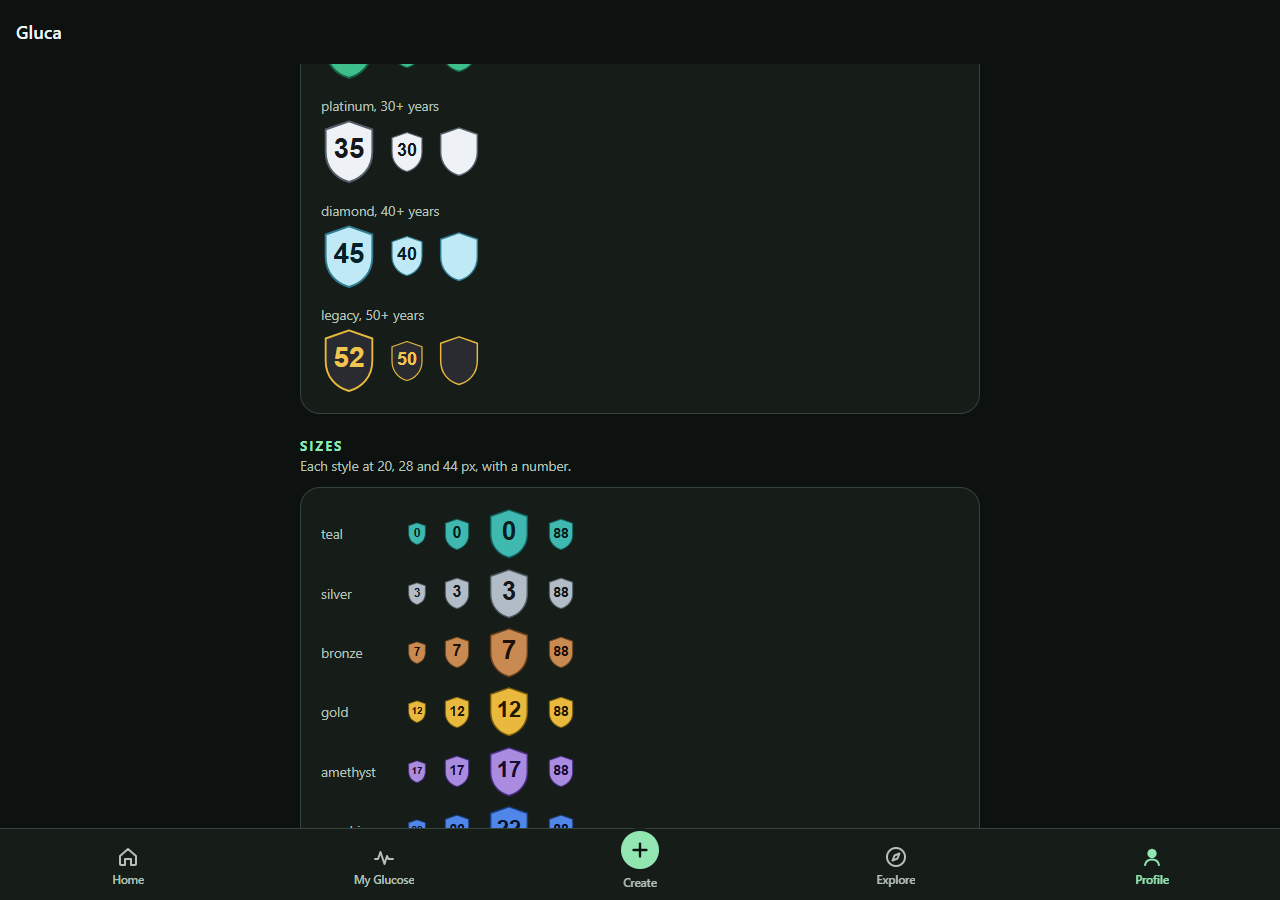 Gluca
platinum, 30+ years
35 30
diamond, 40+ years
45 40
legacy, 50+ years
52 50
SIZES
Each style at 20, 28 and 44 px, with a number.
teal 0 0 0 88
silver 3 3 3 88
bronze 7 7 7 88
gold 12 12 12 88
amethyst 17 17 17 88
Home My Glucose Create Explore Profile